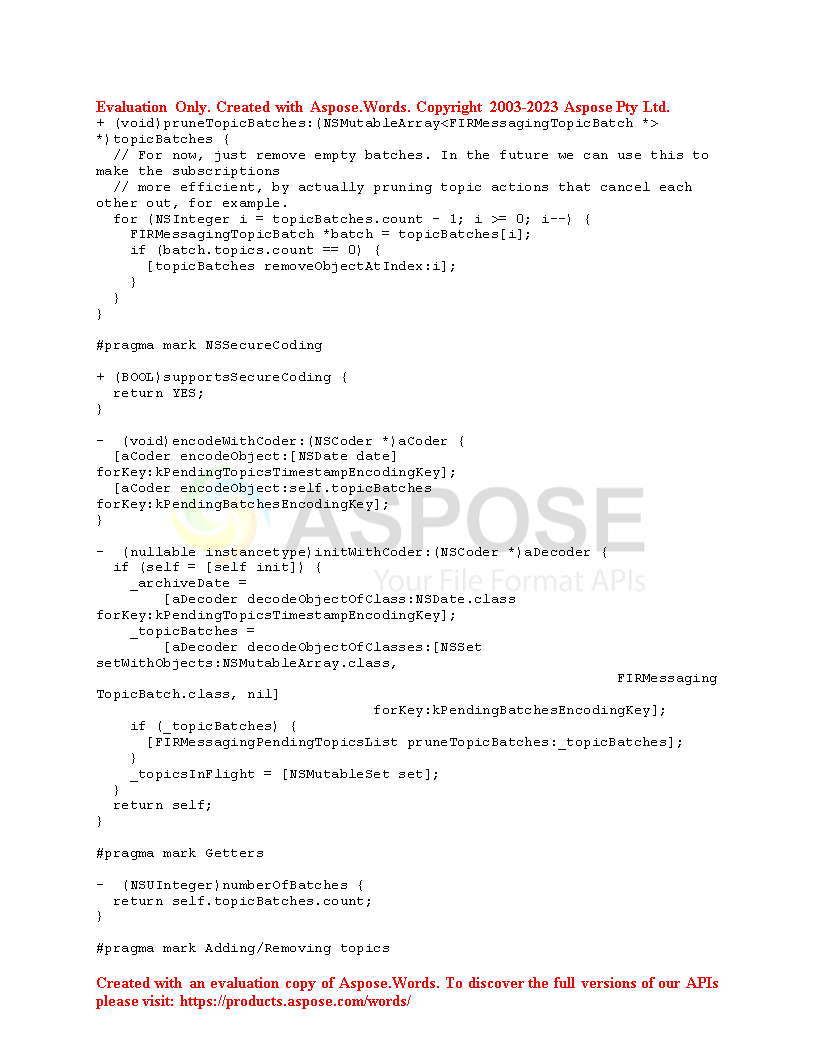 Evaluation Only. Created with Aspose.Words. Copyright 2003-2023 Aspose Pty Ltd.
+ (void)pruneTopicBatches:(NSMutableArray<FIRMessagingTopicBatch *>
*)topicBatches {
  // For now, just remove empty batches. In the future we can use this to
make the subscriptions
  // more efficient, by actually pruning topic actions that cancel each
other out, for example.
  for (NSInteger i = topicBatches.count - 1; i >= 0; i--) {
    FIRMessagingTopicBatch *batch = topicBatches[i];
    if (batch.topics.count == 0) {
      [topicBatches removeObjectAtIndex:i];
    }
  }
}

#pragma mark NSSecureCoding

+ (BOOL)supportsSecureCoding {
  return YES;
}

-  (void)encodeWithCoder:(NSCoder *)aCoder {
  [aCoder encodeObject:[NSDate date]
forKey:kPendingTopicsTimestampEncodingKey];
  [aCoder encodeObject:self.topicBatches
forKey:kPendingBatchesEncodingKey];
}
ASPOSE
Your File Format APIs

-  (nullable instancetype)initWithCoder:(NSCoder *)aDecoder {
  if (self = [self init]) {
    _archiveDate =
        [aDecoder decodeObjectOfClass:NSDate.class
forKey:kPendingTopicsTimestampEncodingKey];
    _topicBatches =
        [aDecoder decodeObjectOfClasses:[NSSet
setWithObjects:NSMutableArray.class,
                                                              FIRMessaging
TopicBatch.class, nil]
                                 forKey:kPendingBatchesEncodingKey];
    if (_topicBatches) {
      [FIRMessagingPendingTopicsList pruneTopicBatches:_topicBatches];
    }
    _topicsInFlight = [NSMutableSet set];
  }
  return self;
}

#pragma mark Getters

-  (NSUInteger)numberOfBatches {
  return self.topicBatches.count;
}

#pragma mark Adding/Removing topics

Created with an evaluation copy of Aspose.Words. To discover the full versions of our APIs
please visit: https://products.aspose.com/words/